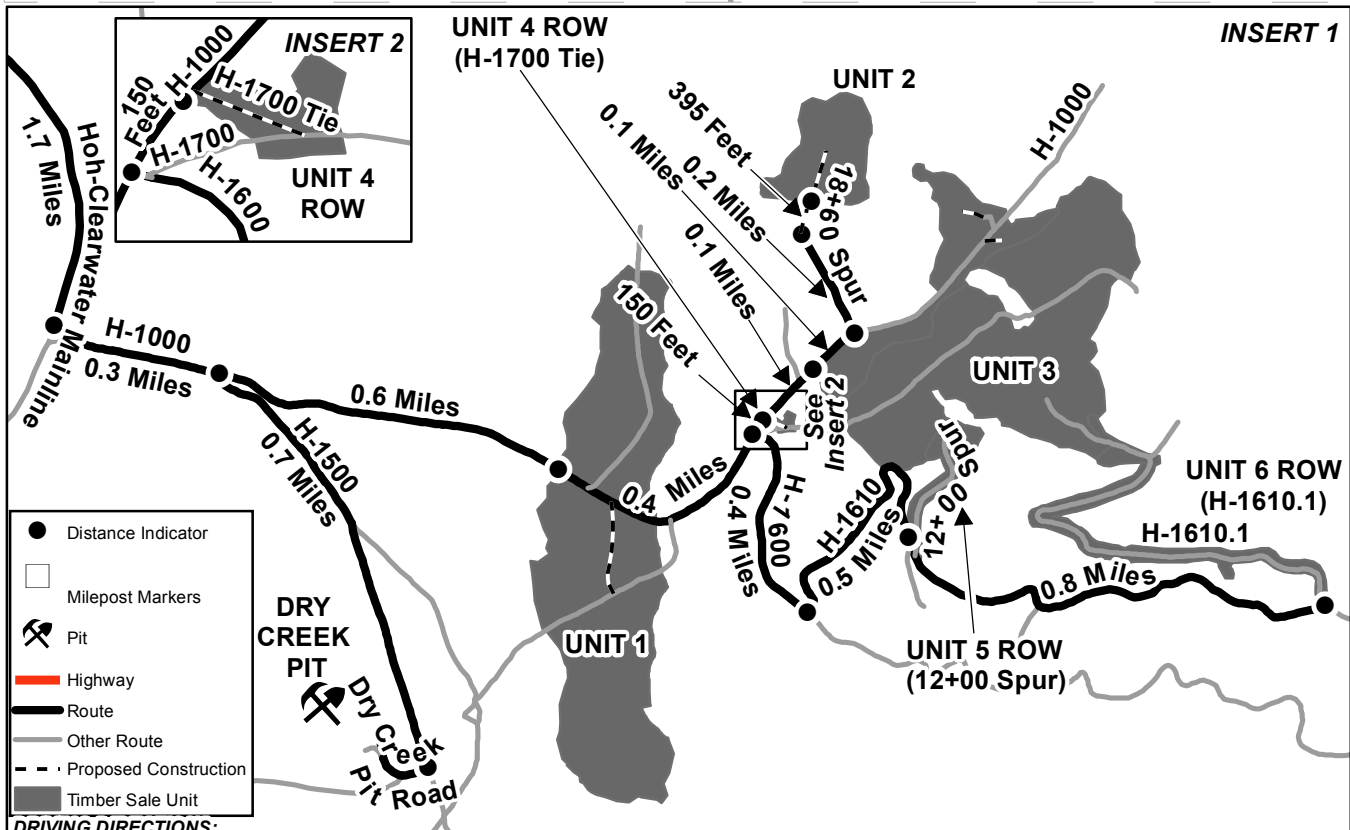 INSERT 1
INSERT 2
150
Feet
H-1000
H-1700 Tie
H-1700
H-1600
UNIT 4
ROW
UNIT 4 ROW
(H-1700 Tie)
UNIT 2
395 Feet
0.1 Miles
0.2 Miles
18+60 Spur
0.1 Miles
150 Feet
H-1000
1.7 Miles
Hoh-Clearwater Mainline
H-1000
0.3 Miles
0.6 Miles
H-1500
0.7 Miles
0.4 Miles
See
Insert 2
UNIT 3
H-1600
0.4 Miles
H-1610
0.5 Miles
12+00 Spur
UNIT 6 ROW
(H-1610.1)
H-1610.1
0.8 Miles
UNIT 5 ROW
(12+00 Spur)
UNIT 1
DRY
CREEK
PIT
Dry Creek
Pit Road
Distance Indicator
Milepost Markers
Pit
Highway
Route
Other Route
Proposed Construction
Timber Sale Unit
DRIVING DIRECTIONS: